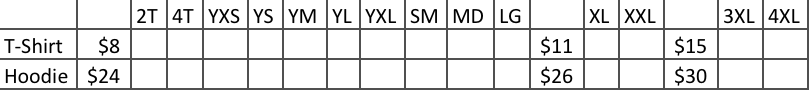 2T 4T YXS YS YM YL YXL SM MD LG XL XXL 3XL 4XL
T-Shirt $8 $11 $15
Hoodie $24 $26 $30